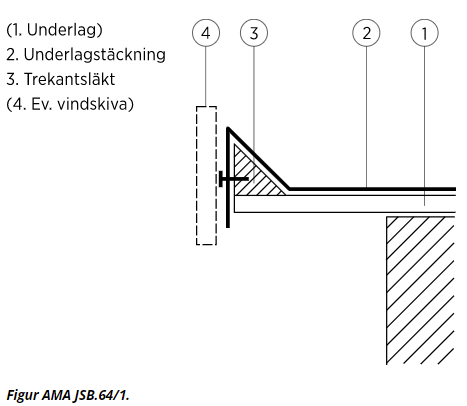 (1. Underlag)
2. Underlagstäckning
3. Trekantsläkt
(4. Ev. vindskiva)
4 3 2 1
Figur AMA JSB.64/1.